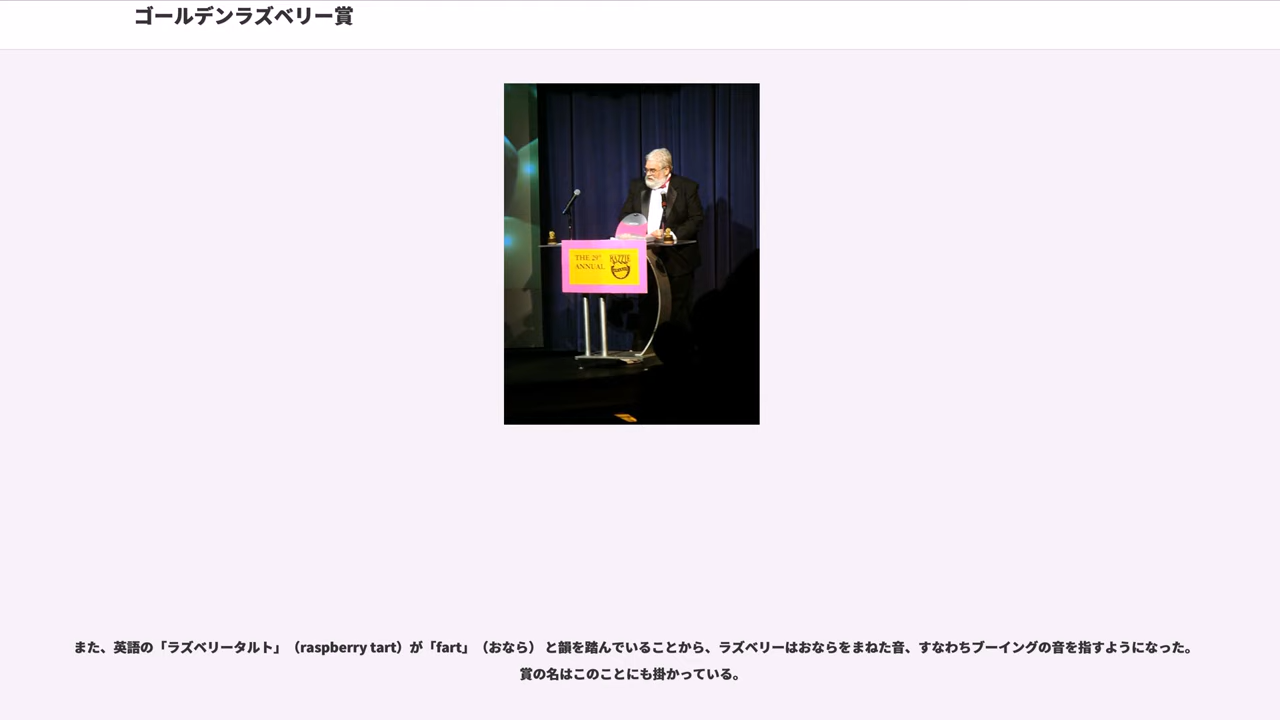 ゴールデンラズベリー賞
THE 29th
ANNUAL
RAZZIE
また、英語の「ラズベリータルト」（raspberry tart）が「fart」（おなら） と韻を踏んでいることから、ラズベリーはおならをまねた音、すなわちブーイングの音を指すようになった。
賞の名はこのことにも掛かっている。